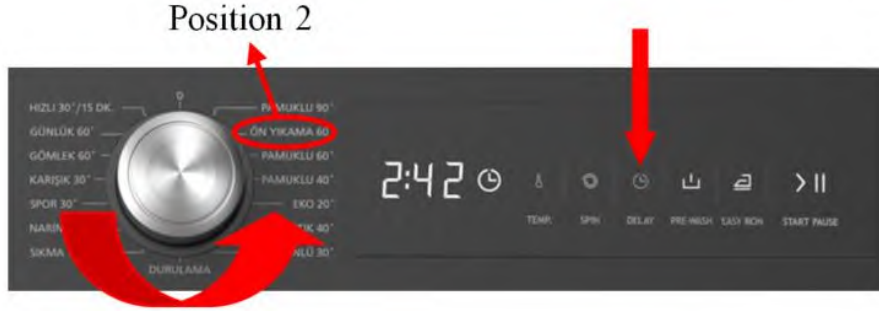 Position 2
0
HIZLI 30°/15 DK.
GÜNLÜK 60°
GÖMLEK 60°
KARIŞIK 30°
SPOR 30°
SIKMA
DURULAMA
PAMUKLU 90°
ÖN YIKAMA 60
PAMUKLU 60°
PAMUKLU 40°
EKO 20°
40°
30°
2:42
TEMP.
SPIN
DELAY
PRE-WASH
EASY IRON
START PAUSE